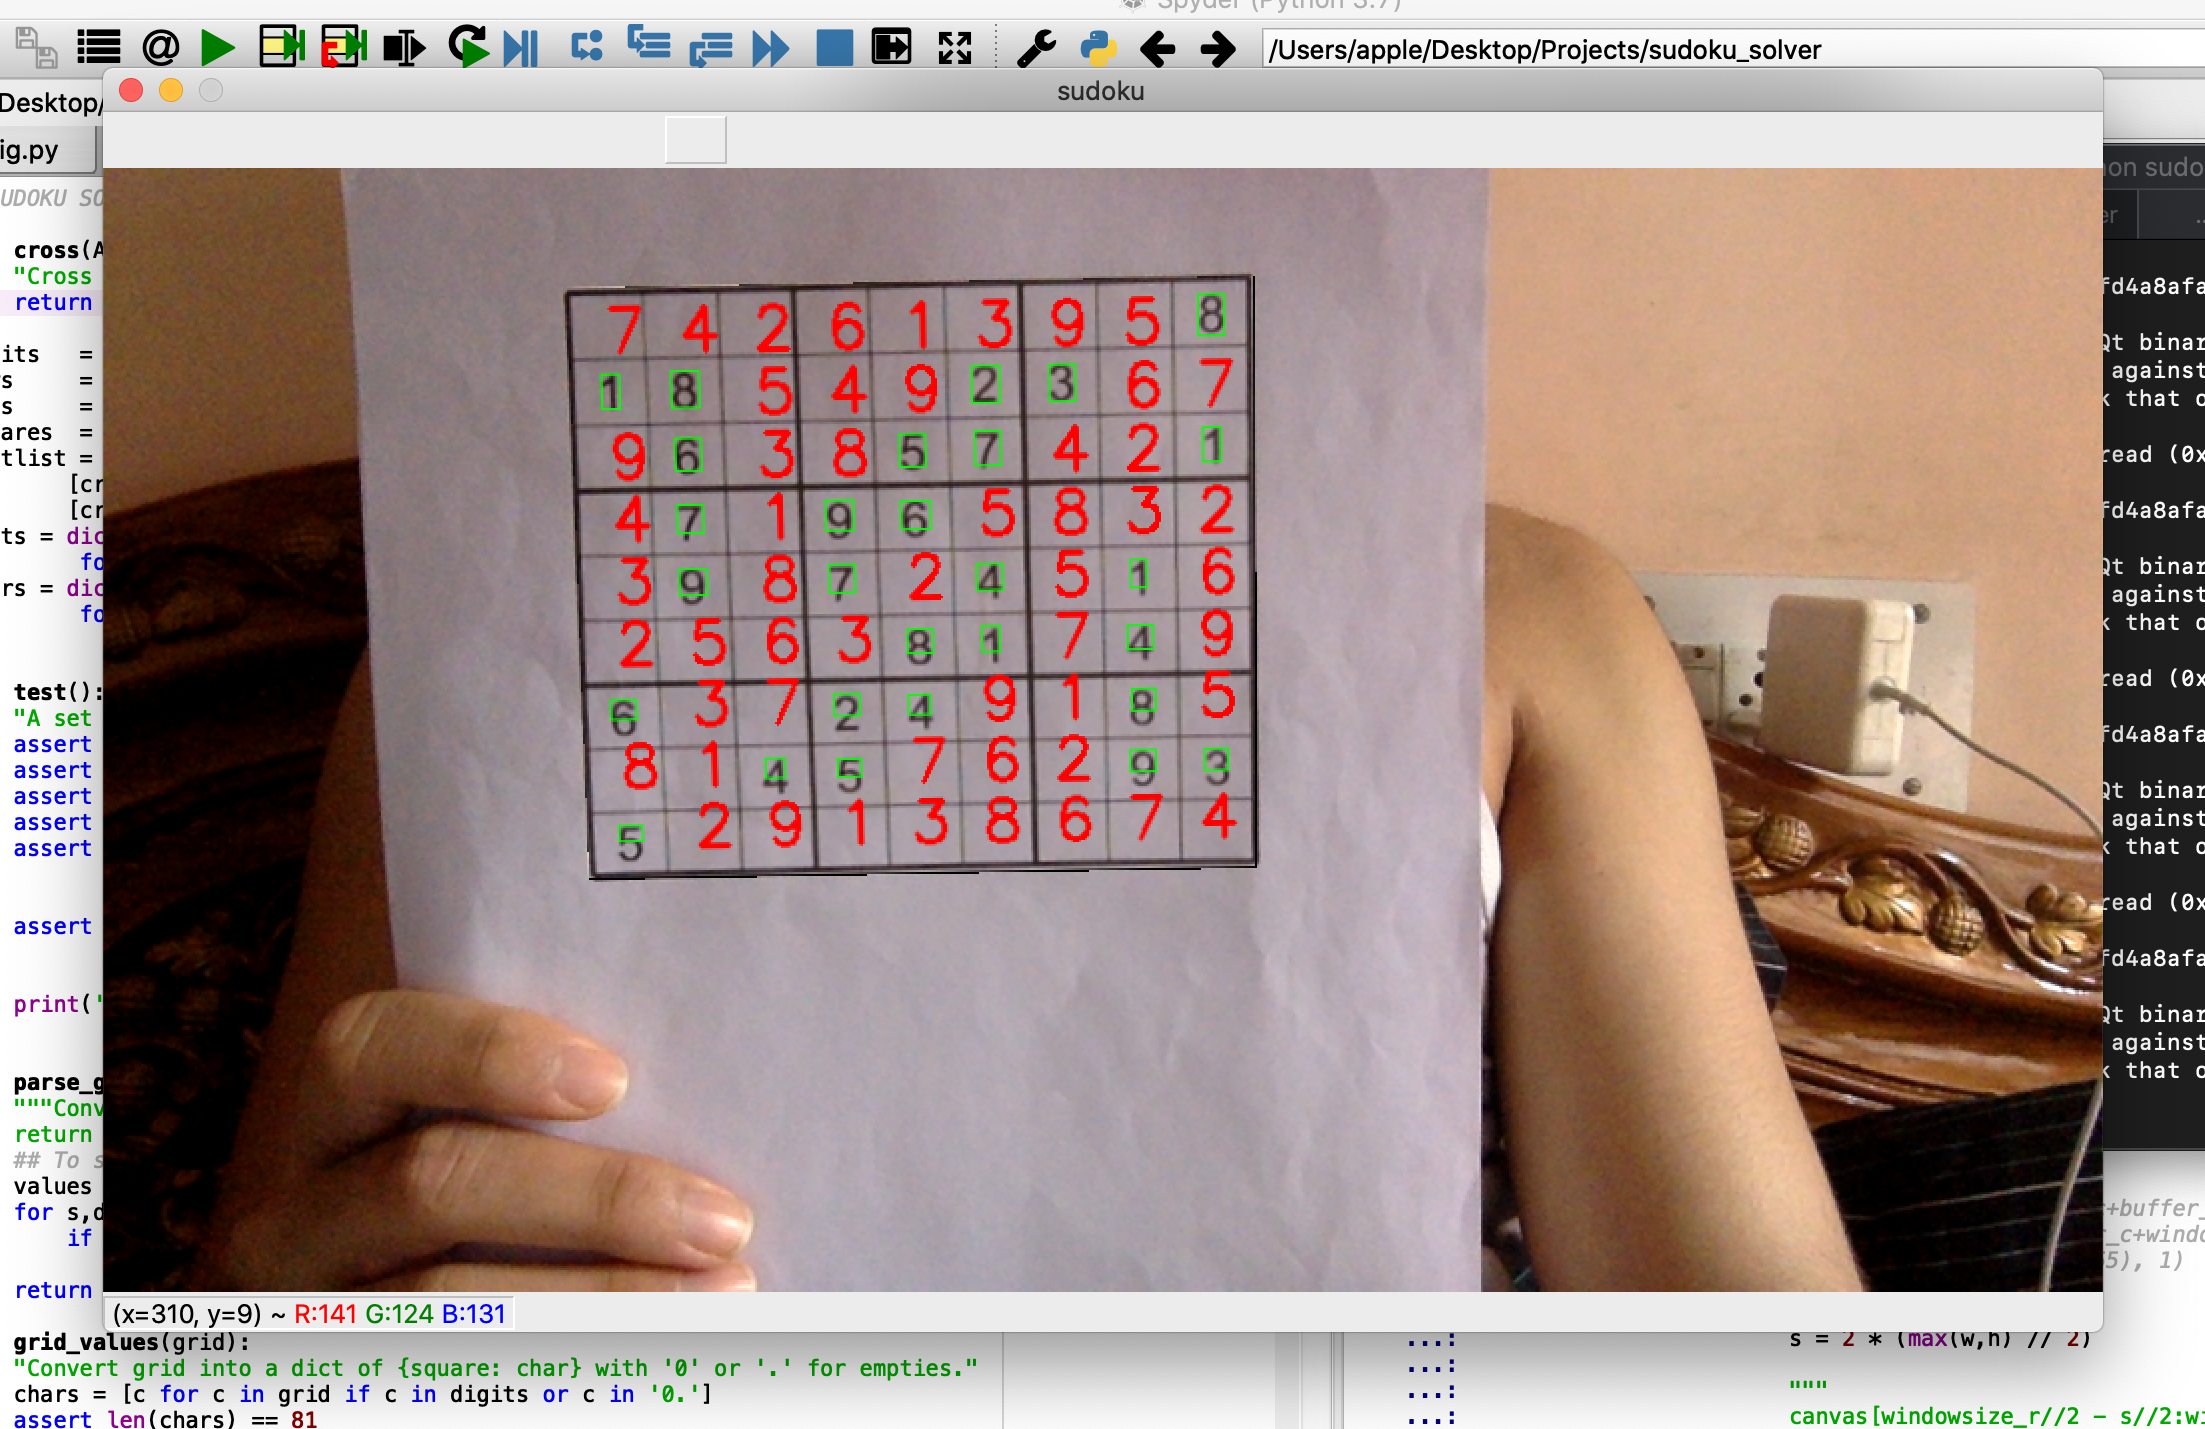 Spyder (Python 3.7)
@
/Users/apple/Desktop/Projects/sudoku_solver
Desktop/
sudoku
ig.py
UDOKU SO
cross(A
"Cross
return
its =
s =
s =
ares =
tlist =
[cr
[cr
ts = dic
fo
rs = dic
fo
test():
"A set
assert
assert
assert
assert
assert
assert
print('
parse_g
"""Conv
return
## To s
values
for s,d
if
return
7 4 2 6 1 3 9 5 8
1 8 5 4 9 2 3 6 7
9 6 3 8 5 7 4 2 1
4 7 1 9 6 5 8 3 2
3 9 8 7 2 4 5 1 6
2 5 6 3 8 1 7 4 9
6 3 7 2 4 9 1 8 5
8 1 4 5 7 6 2 9 3
5 2 9 1 3 8 6 7 4
on sudo
er ..
fd4a8afa
Qt binar
against
k that o
read (0x
fd4a8afa
Qt binar
against
k that o
read (0x
fd4a8afa
Qt binar
against
k that o
read (0x
fd4a8afa
Qt binar
against
k that o
+buffer_
r_c+windo
55), 1)
(x=310, y=9) ~ R:141 G:124 B:131
grid_values(grid):
"Convert grid into a dict of {square: char} with '0' or '.' for empties."
chars = [c for c in grid if c in digits or c in '0.']
assert len(chars) == 81
...: s = 2 * (max(w,h) // 2)
...:
...: """
...: canvas[windowsize_r//2 - s//2:wi